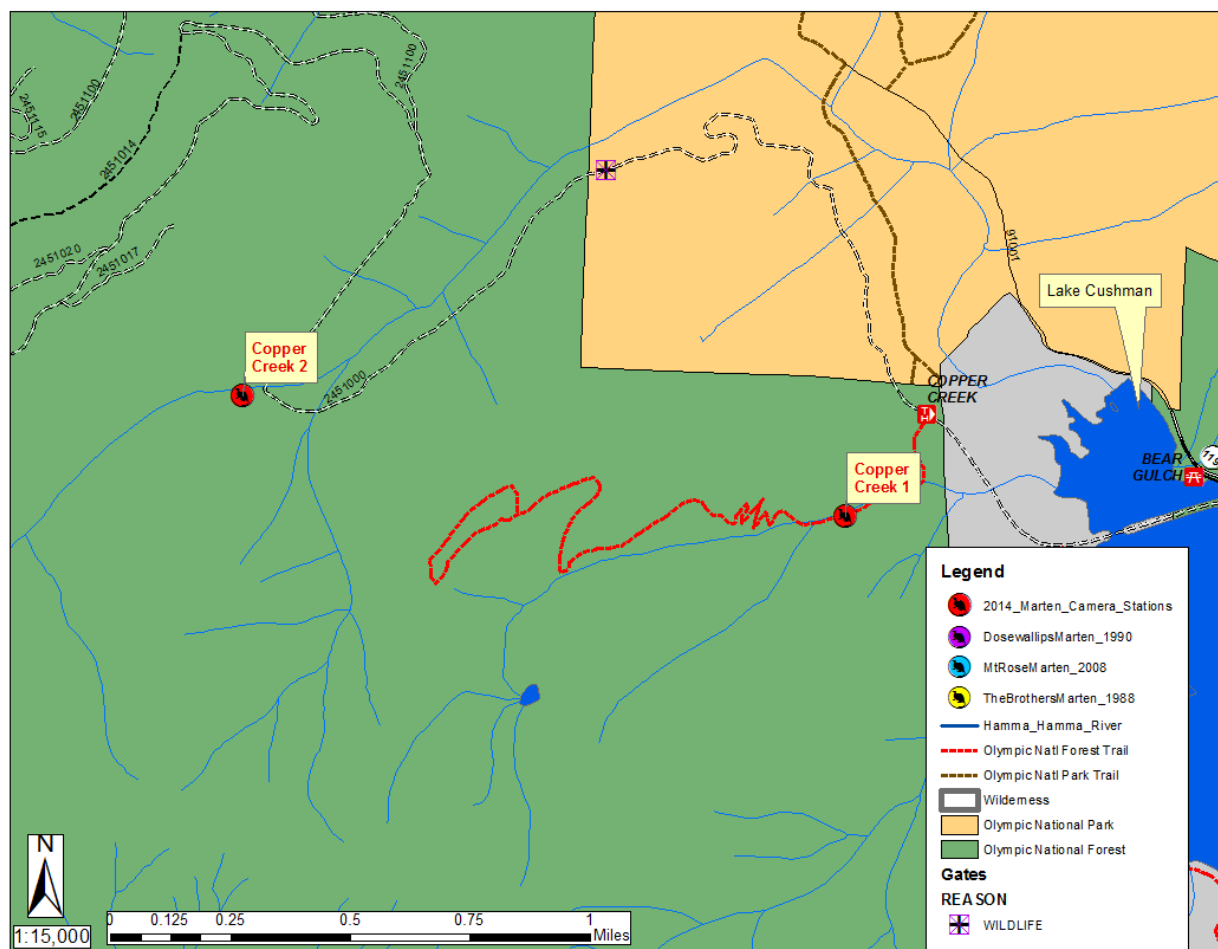 2451100
2451115
2451100
2451014
2451020
2451017
2451000
91001
Lake Cushman
Copper
Creek 2
COPPER
CREEK
BEAR
GULCH
119
Copper
Creek 1
Legend
2014_Marten_Camera_Stations
DosewallipsMarten_1990
MtRoseMarten_2008
TheBrothersMarten_1988
Hamma_Hamma_River
Olympic Natl Forest Trail
Olympic Natl Park Trail
Wilderness
Olympic National Park
Olympic National Forest
Gates
REASON
WILDLIFE
N
1:15,000
0 0.125 0.25 0.5 0.75 1
Miles